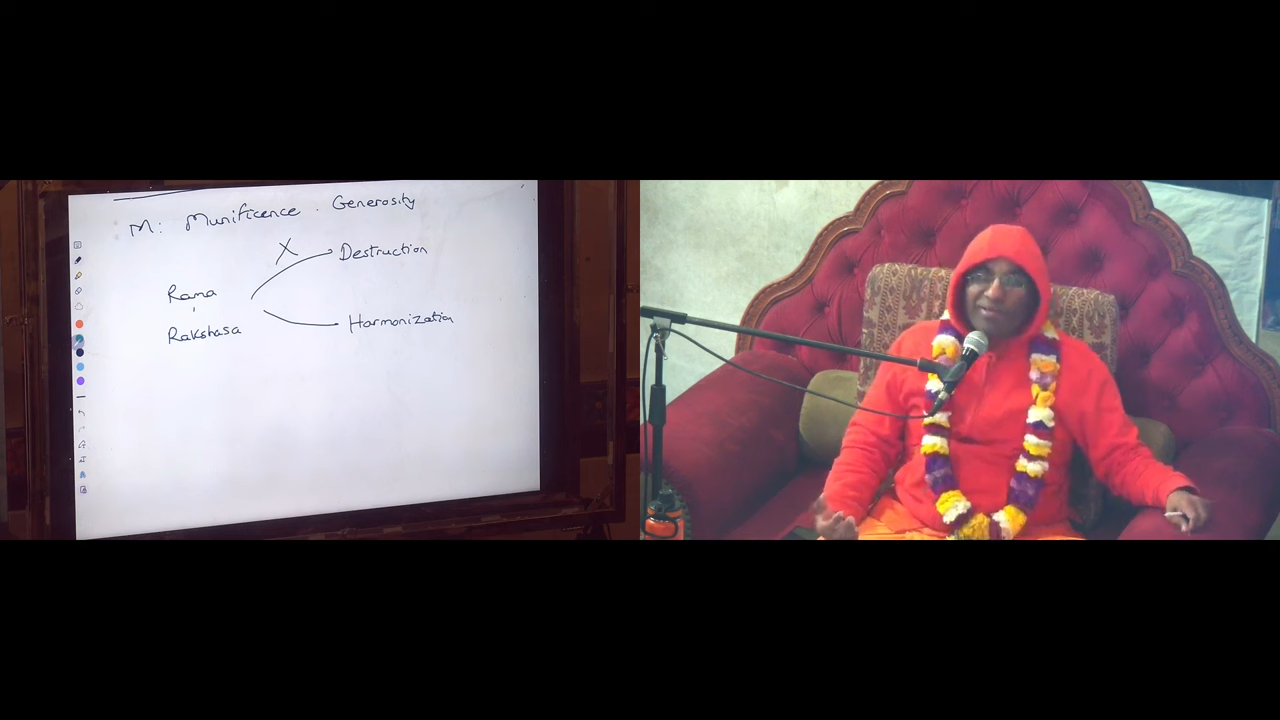 M: Munificence. Generosity
X
Destruction
Rama
Rakshasa
Harmonization